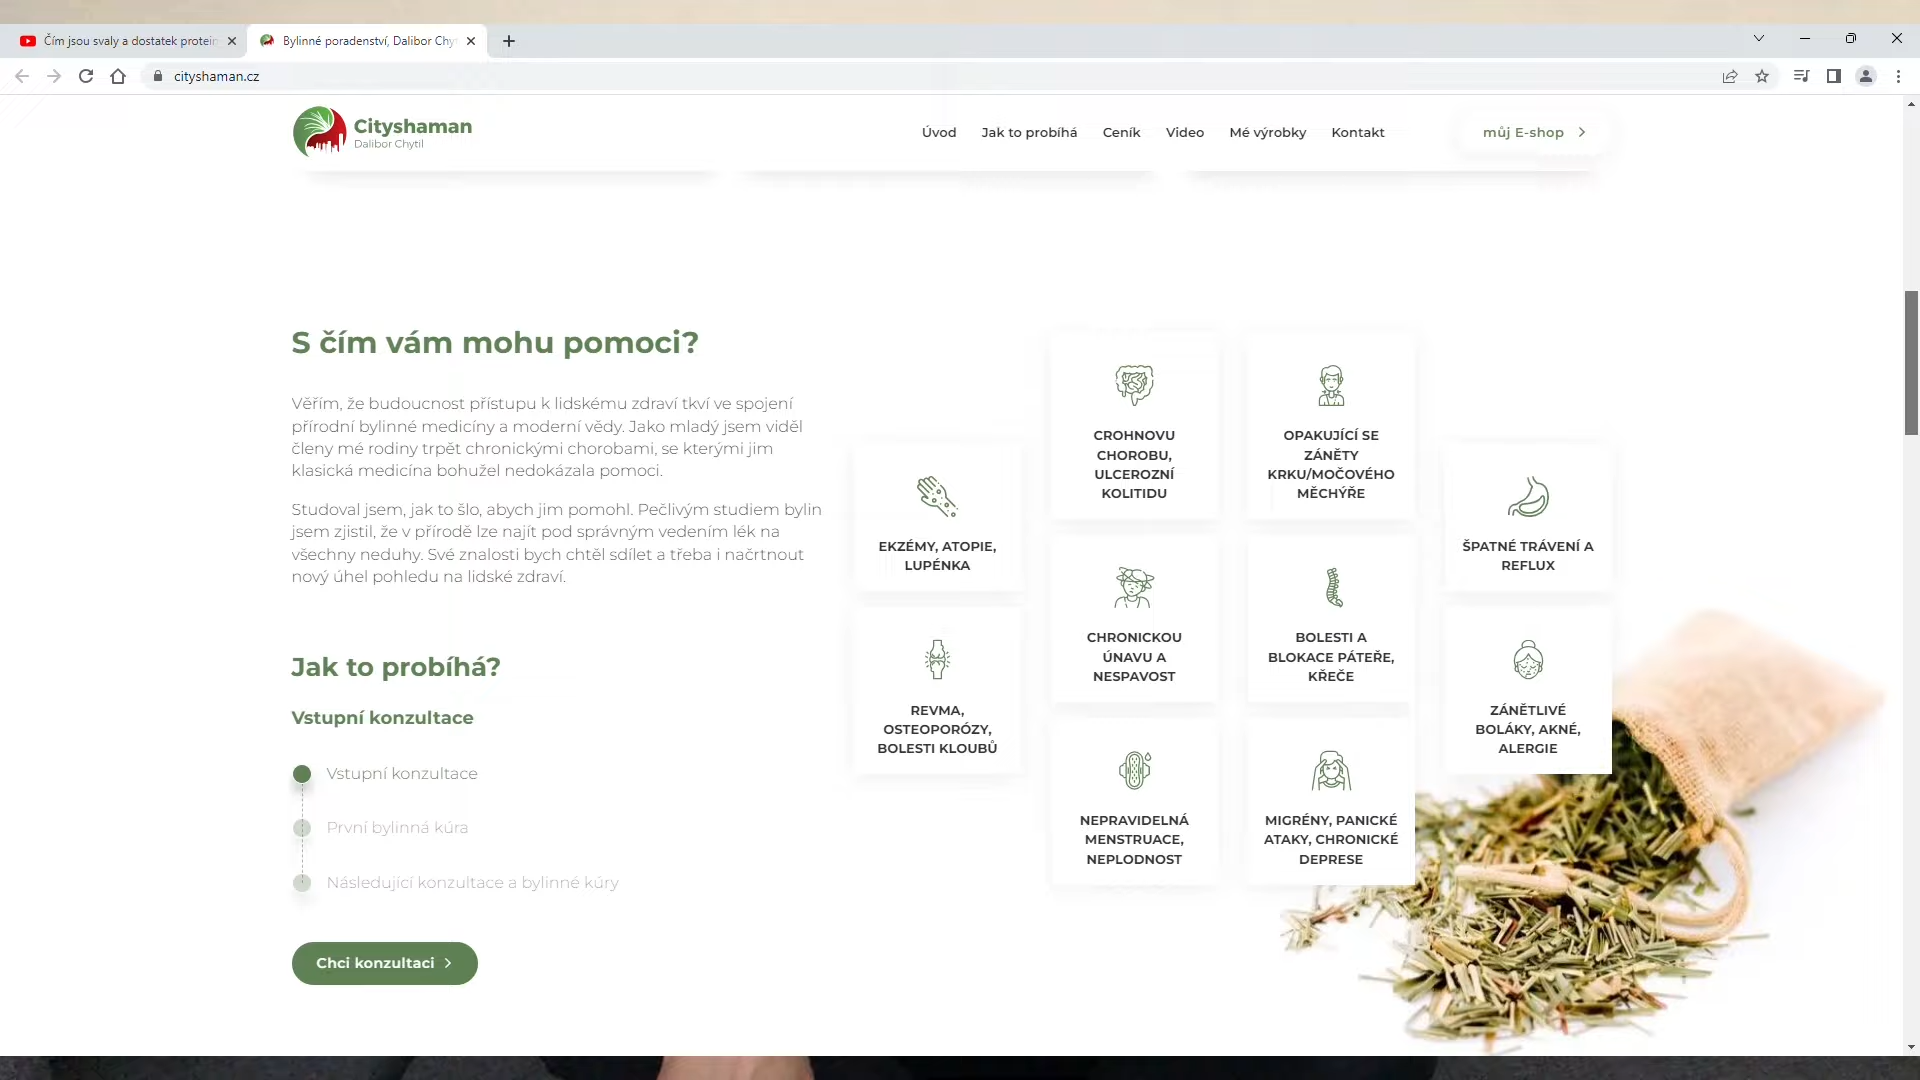 Čím jsou svaly a dostatek protein
Bylinné poradenství, Dalibor Chy
cityshaman.cz
Cityshaman
Dalibor Chytil
Úvod
Jak to probíhá
Ceník
Video
Mé výrobky
Kontakt
můj E-shop
S čím vám mohu pomoci?
Věřím, že budoucnost přístupu k lidskému zdraví tkví ve spojení
přírodní bylinné medicíny a moderní vědy. Jako mladý jsem viděl
členy mé rodiny trpět chronickými chorobami, se kterými jim
klasická medicína bohužel nedokázala pomoci.
Studoval jsem, jak to šlo, abych jim pomohl. Pečlivým studiem bylin
jsem zjistil, že v přírodě lze najít pod správným vedením lék na
všechny neduhy. Své znalosti bych chtěl sdílet a třeba i načrtnout
nový úhel pohledu na lidské zdraví.
Jak to probíhá?
Vstupní konzultace
Vstupní konzultace
První bylinná kúra
Následující konzultace a bylinné kúry
Chci konzultaci
EKZÉMY, ATOPIE,
LUPÉNKA
REVMA,
OSTEOPORÓZY,
BOLESTI KLOUBŮ
CROHNOVU
CHOROBU,
ULCEROZNÍ
KOLITIDU
CHRONICKOU
ÚNAVU A
NESPAVOST
NEPRAVIDELNÁ
MENSTRUACE,
NEPLODNOST
OPAKUJÍCÍ SE
ZÁNĚTY
KRKU/MOČOVÉHO
MĚCHÝŘE
BOLESTI A
BLOKACE PÁTEŘE,
KŘEČE
MIGRÉNY, PANICKÉ
ATAKY, CHRONICKÉ
DEPRESE
ŠPATNÉ TRÁVENÍ A
REFLUX
ZÁNĚTLIVÉ
BOLÁKY, AKNÉ,
ALERGIE